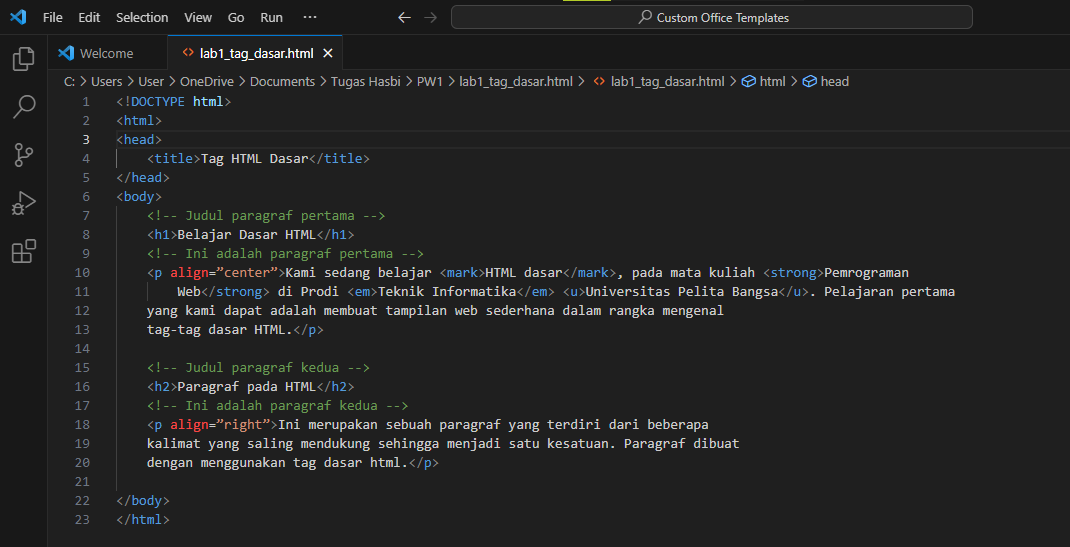 File Edit Selection View Go Run ··· ← → Custom Office Templates
Welcome <> lab1_tag_dasar.html ×
C: > Users > User > OneDrive > Documents > Tugas Hasbi > PW1 > lab1_tag_dasar.html > <> lab1_tag_dasar.html > html > head
1 <!DOCTYPE html>
2 <html>
3 <head>
4     <title>Tag HTML Dasar</title>
5 </head>
6 <body>
7     <!-- Judul paragraf pertama -->
8     <h1>Belajar Dasar HTML</h1>
9     <!-- Ini adalah paragraf pertama -->
10     <p align=”center”>Kami sedang belajar <mark>HTML dasar</mark>, pada mata kuliah <strong>Pemrograman
11         Web</strong> di Prodi <em>Teknik Informatika</em> <u>Universitas Pelita Bangsa</u>. Pelajaran pertama
12     yang kami dapat adalah membuat tampilan web sederhana dalam rangka mengenal
13     tag-tag dasar HTML.</p>
14
15     <!-- Judul paragraf kedua -->
16     <h2>Paragraf pada HTML</h2>
17     <!-- Ini adalah paragraf kedua -->
18     <p align=”right”>Ini merupakan sebuah paragraf yang terdiri dari beberapa
19     kalimat yang saling mendukung sehingga menjadi satu kesatuan. Paragraf dibuat
20     dengan menggunakan tag dasar html.</p>
21
22 </body>
23 </html>